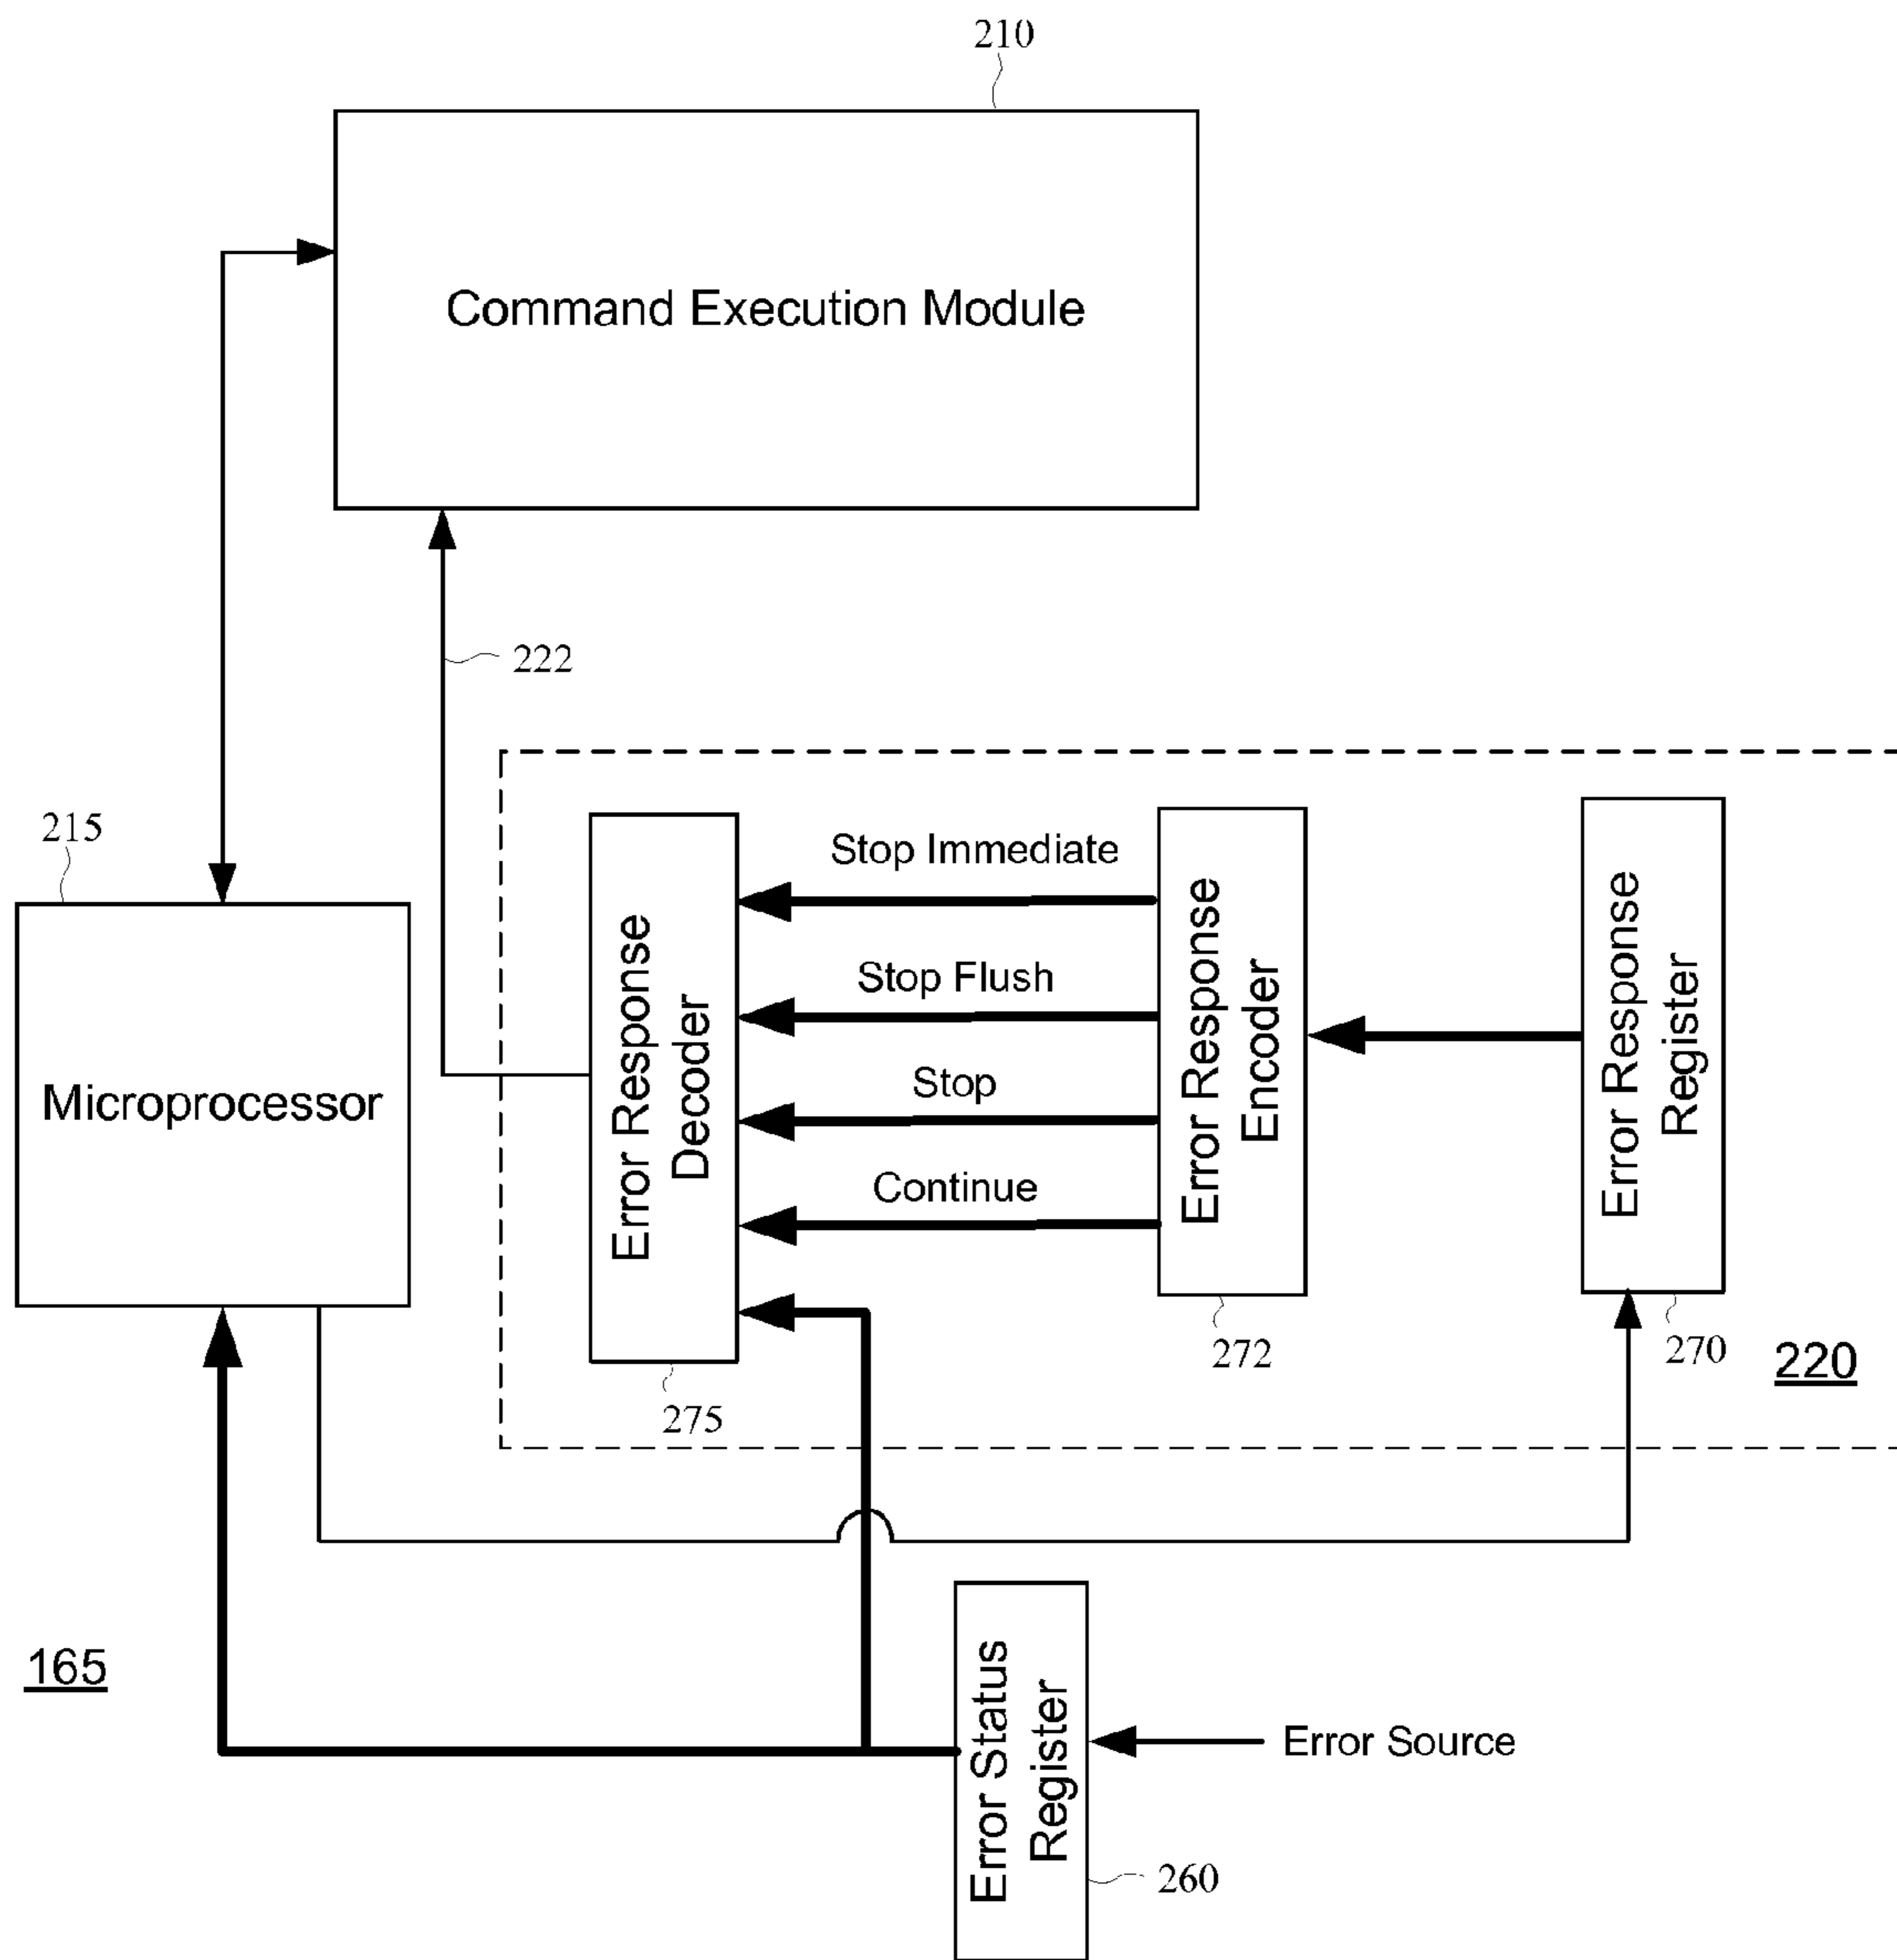 210
Command Execution Module
222
215
Microprocessor
Stop Immediate
Stop Flush
Stop
Continue
Error Response
Decoder
275
Error Response
Encoder
272
Error Response
Register
270
220
165
Error Status
Register
260
Error Source